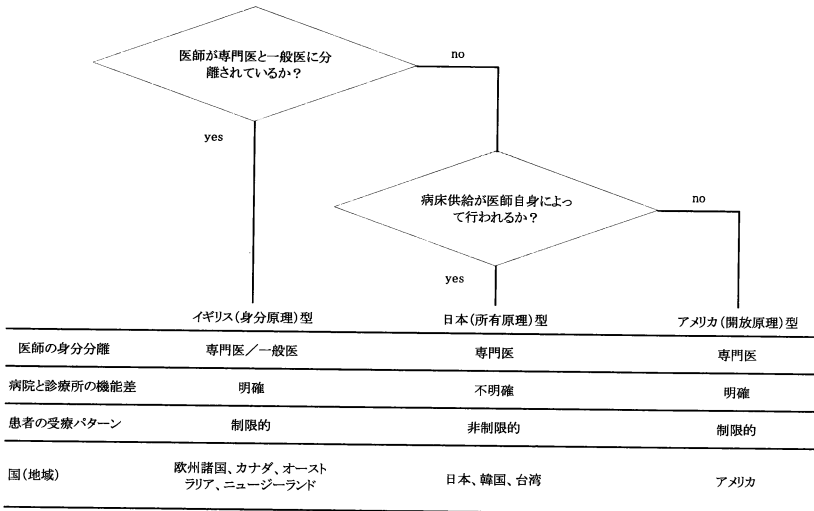 医師が専門医と一般医に分
離されているか？
no
yes
病床供給が医師自身によっ
て行われるか？
no
yes
イギリス（身分原理）型
日本（所有原理）型
アメリカ（開放原理）型
医師の身分分離
専門医／一般医
専門医
専門医
病院と診療所の機能差
明確
不明確
明確
患者の受療パターン
制限的
非制限的
制限的
国（地域）
欧州諸国、カナダ、オースト
ラリア、ニュージーランド
日本、韓国、台湾
アメリカ